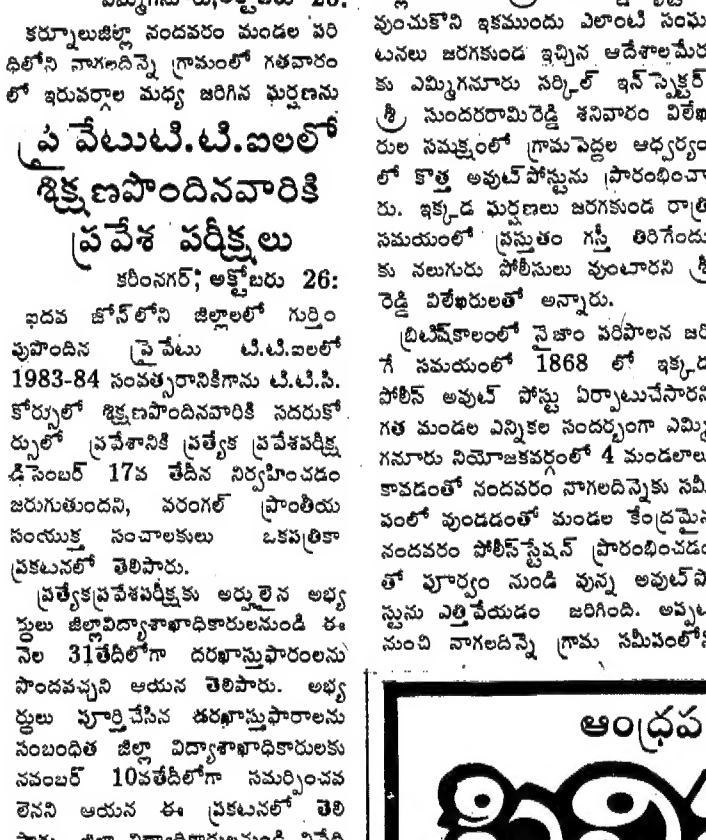 కర్నూలుజిల్లా నందవరం మండల పరి
ధిలోని నాగలదిన్నె గ్రామంలో గతవారం
లో ఇరువర్గాల మధ్య జరిగిన ఘర్షణను
ప్రైవేటుటి.టి.ఐలలో
శిక్షణపొందినవారికి
ప్రవేశ పరీక్షలు
కరీంనగర్, అక్టోబరు 26:
ఐదవ జోన్‌లోని జిల్లాలలో గుర్తిం
పుపొందిన ప్రైవేటు టి.టి.ఐలలో
1983-84 సంవత్సరానికిగాను టి.టి.సి.
కోర్సులో శిక్షణపొందినవారికి సదరుకో
ర్సులో ప్రవేశానికి ప్రత్యేక ప్రవేశపరీక్ష
డిసెంబర్ 17వ తేదీన నిర్వహించడం
జరుగుతుందని, వరంగల్ ప్రాంతీయ
సంయుక్త సంచాలకులు ఒకపత్రికా
ప్రకటనలో తెలిపారు.
ప్రత్యేకప్రవేశపరీక్షకు అర్హులైన అభ్య
ర్థులు జిల్లావిద్యాశాఖాధికారులనుండి ఈ
నెల 31తేదీలోగా దరఖాస్తుఫారంలను
పొందవచ్చని ఆయన తెలిపారు. అభ్య
ర్థులు పూర్తిచేసిన దరఖాస్తుఫారాలను
సంబంధిత జిల్లా విద్యాశాఖాధికారులకు
నవంబర్ 10వతేదీలోగా సమర్పించవ
లెనని ఆయన ఈ ప్రకటనలో తెలి
వుంచుకొని ఇకముందు ఎలాంటి సంఘ
టనలు జరగకుండ ఇచ్చిన ఆదేశాలమేర
కు ఎమ్మిగనూరు సర్కిల్ ఇన్‌స్పెక్టర్
శ్రీ సుందరరామిరెడ్డి శనివారం విలేఖ
రుల సమక్షంలో గ్రామపెద్దల ఆధ్వర్యం
లో కొత్త అవుట్‌పోస్టును ప్రారంభించా
రు. ఇక్కడ ఘర్షణలు జరగకుండ రాత్రి
సమయంలో ప్రస్తుతం గస్తీ తిరిగేందు
కు నలుగురు పోలీసులు వుంటారని శ్రీ
రెడ్డి విలేఖరులతో అన్నారు.
బ్రిటిష్‌కాలంలో నైజాం పరిపాలన జరి
గే సమయంలో 1868 లో ఇక్కడ
పోలీస్ అవుట్ పోస్టు ఏర్పాటుచేసారని
గత మండల ఎన్నికల సందర్భంగా ఎమ్మి
గనూరు నియోజకవర్గంలో 4 మండలాలు
కావడంతో నందవరం నాగలదిన్నెకు సమీ
పంలో వుండడంతో మండల కేంద్రమైన
నందవరం పోలీస్‌స్టేషన్ ప్రారంభించడం
తో పూర్వం నుండి వున్న అవుట్‌పో
స్టును ఎత్తివేయడం జరిగింది. అప్పట
నుంచి నాగలదిన్నె గ్రామ సమీపంలోని
ఆంధ్రప